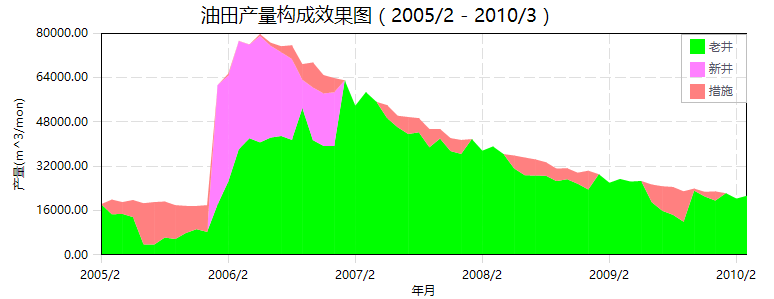 油田产量构成效果图 ( 2005/2 - 2010/3 )
80000.00
64000.00
48000.00
32000.00
16000.00
0.00
产量(m^3/mon)
老井
新井
措施
2005/2 2006/2 2007/2 2008/2 2009/2 2010/2
年月